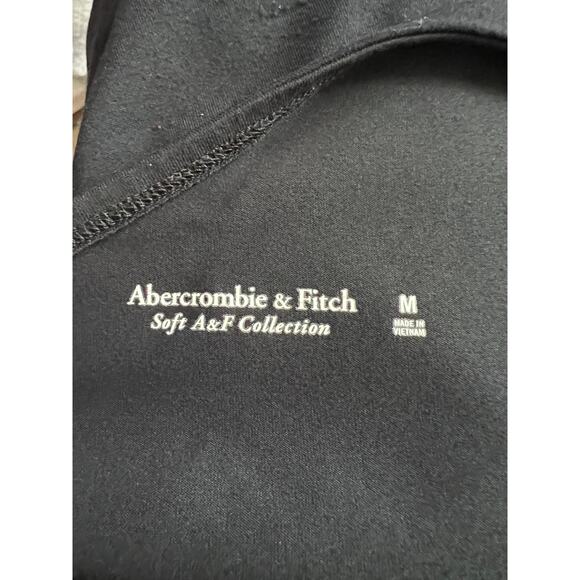 Abercrombie & Fitch
Soft A&F Collection
M
MADE IN
VIETNAM